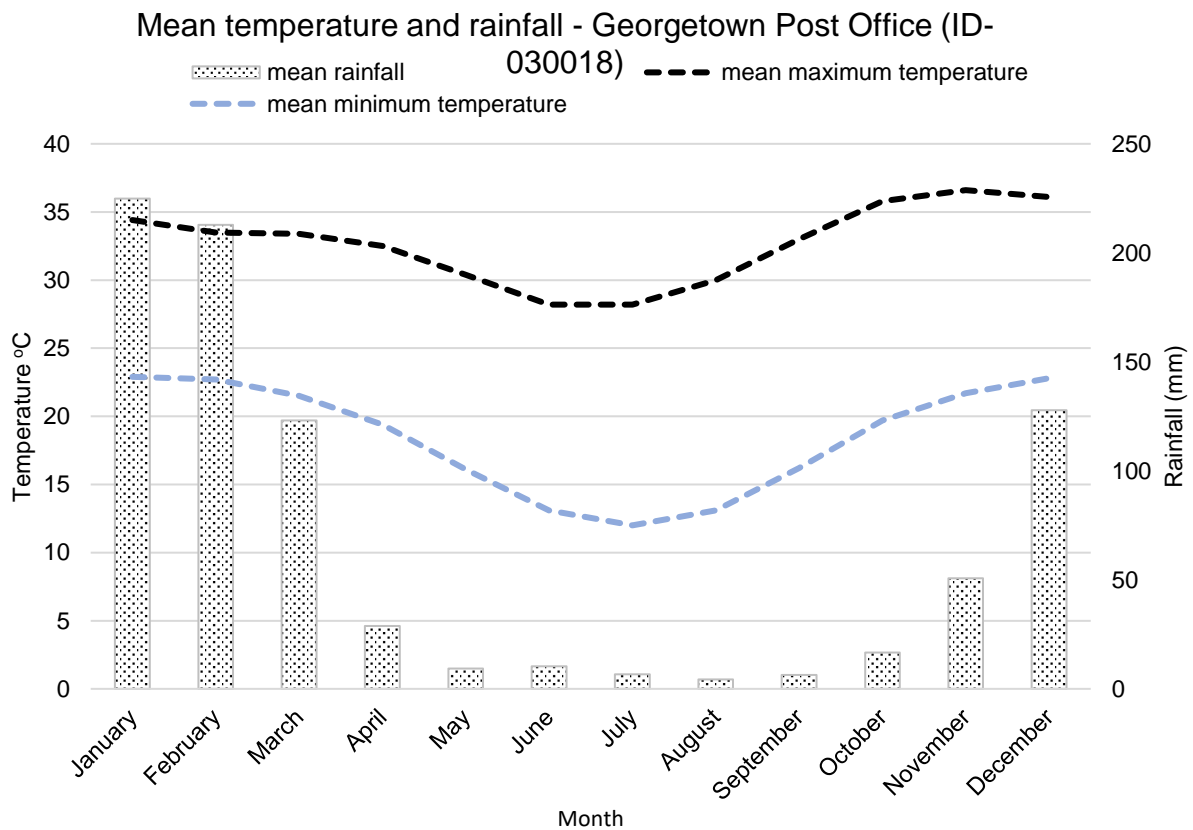 Mean temperature and rainfall - Georgetown Post Office (ID-
030018)
mean rainfall
mean maximum temperature
mean minimum temperature
40
35
30
25
20
15
10
5
0
Temperature ºC
250
200
150
100
50
0
Rainfall (mm)
January
February
March
April
May
June
July
August
September
October
November
December
Month